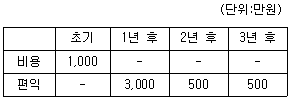 (단위:만원)
초기 1년 후 2년 후 3년 후
비용 1,000 - - -
편익 - 3,000 500 500